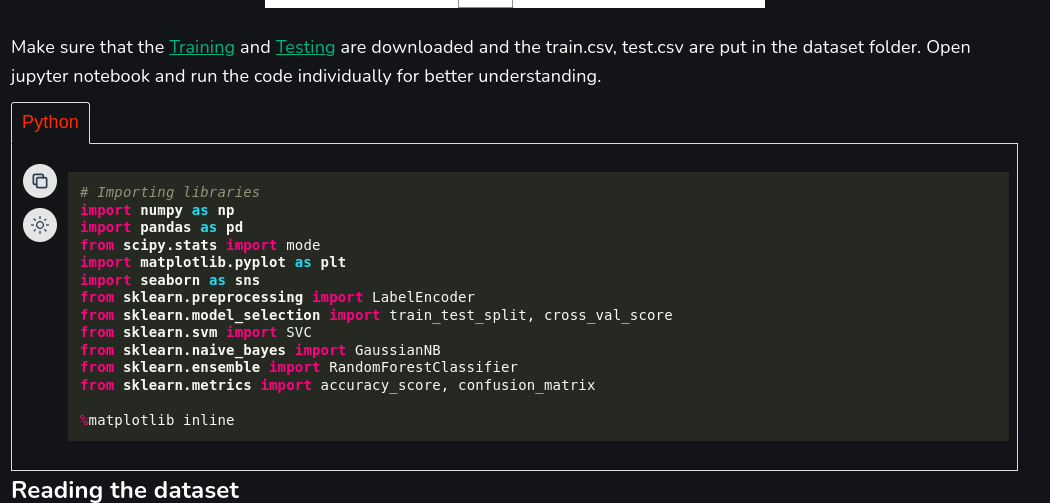 Make sure that the Training and Testing are downloaded and the train.csv, test.csv are put in the dataset folder. Open
jupyter notebook and run the code individually for better understanding.
Python
# Importing libraries
import numpy as np
import pandas as pd
from scipy.stats import mode
import matplotlib.pyplot as plt
import seaborn as sns
from sklearn.preprocessing import LabelEncoder
from sklearn.model_selection import train_test_split, cross_val_score
from sklearn.svm import SVC
from sklearn.naive_bayes import GaussianNB
from sklearn.ensemble import RandomForestClassifier
from sklearn.metrics import accuracy_score, confusion_matrix
%matplotlib inline
Reading the dataset